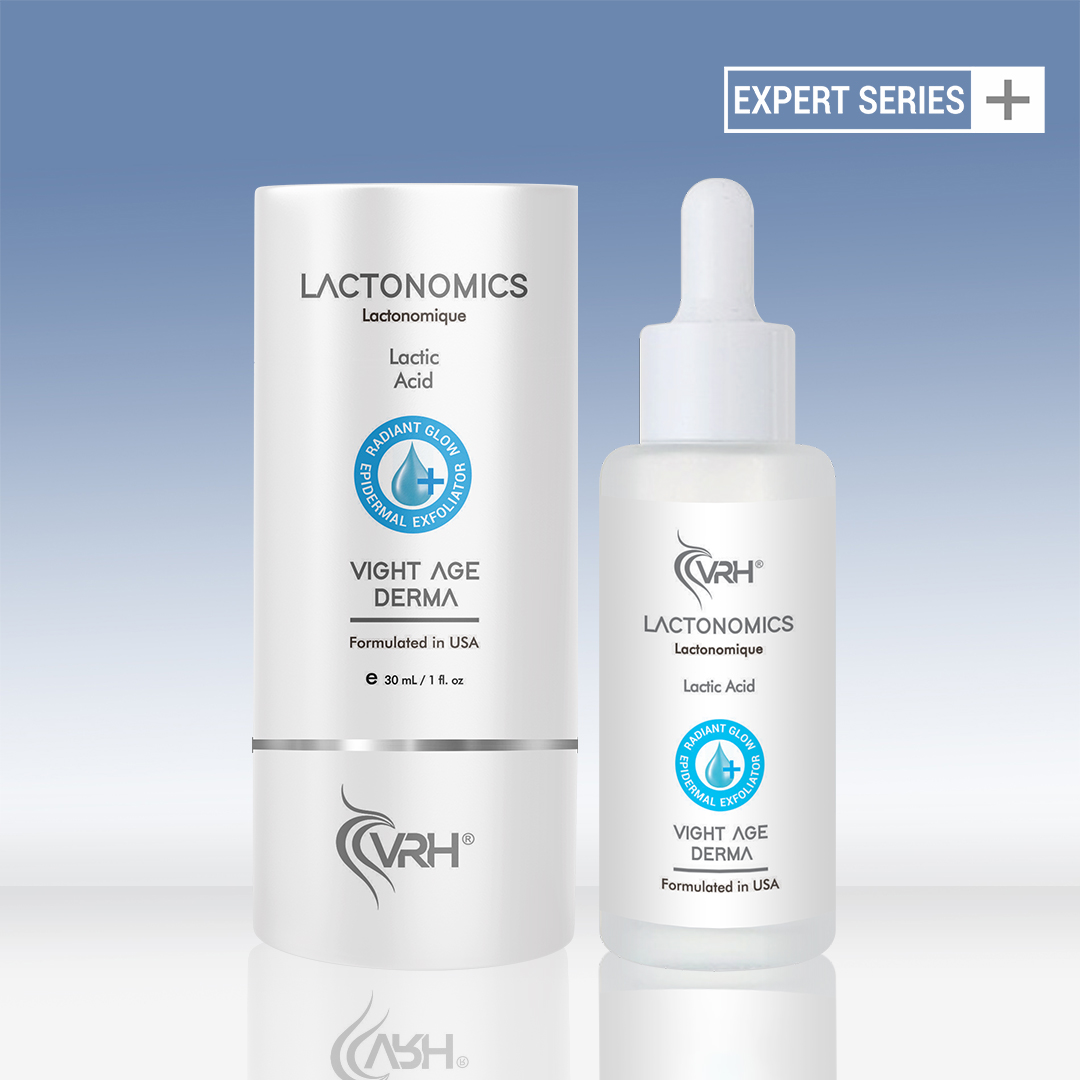 EXPERT SERIES +
LACTONOMICS
Lactonomique
Lactic
Acid
RADIANT GLOW
EPIDERMAL EXFOLIATOR
VIGHT AGE
DERMA
Formulated in USA
e 30 mL / 1 fl. oz
VRH®
VRH®
LACTONOMICS
Lactonomique
Lactic Acid
RADIANT GLOW
EPIDERMAL EXFOLIATOR
VIGHT AGE
DERMA
Formulated in USA
VRH®